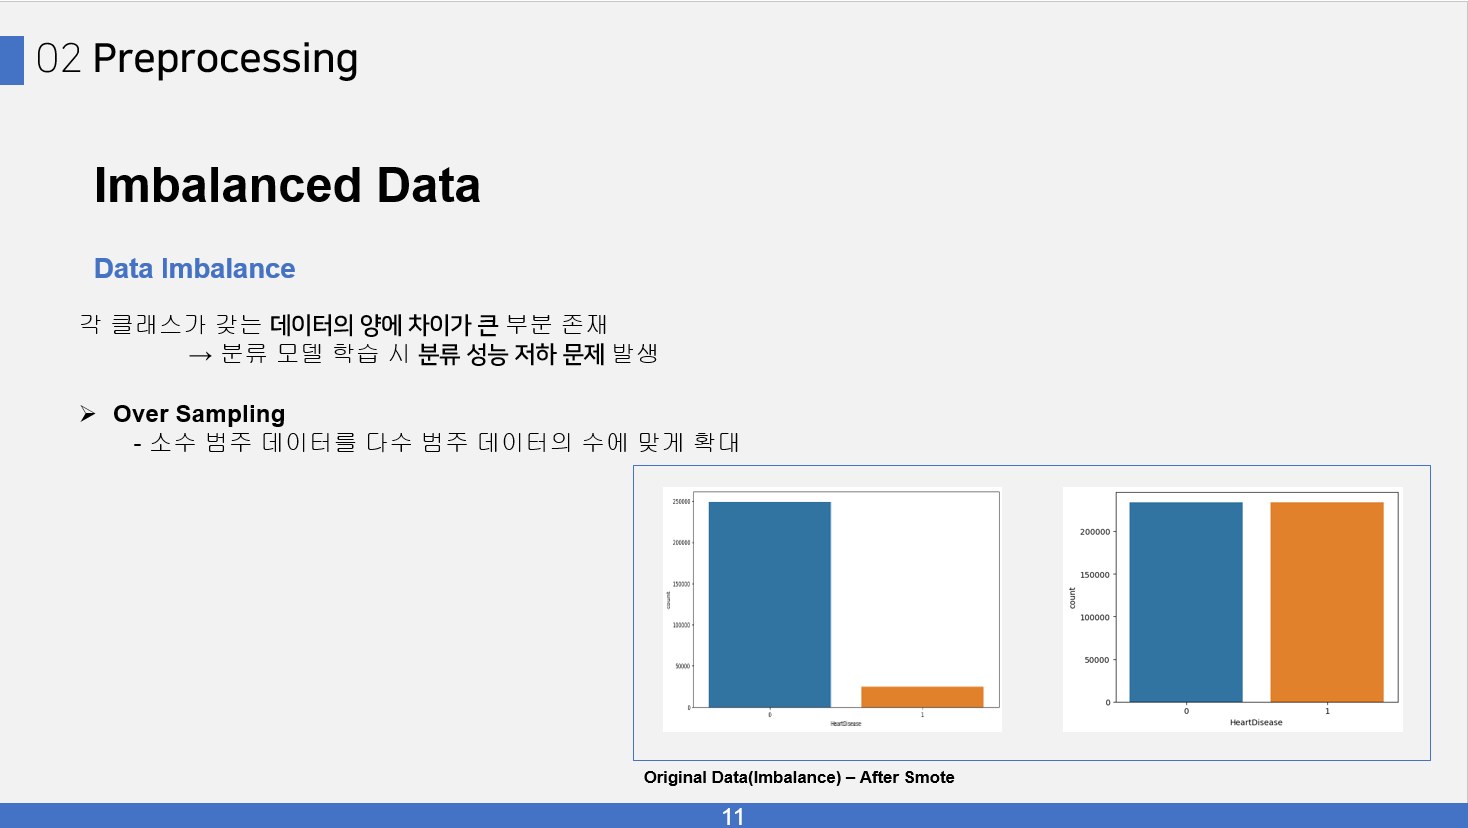 02 Preprocessing
Imbalanced Data
Data Imbalance
각 클래스가 갖는 데이터의 양에 차이가 큰 부분 존재
→ 분류 모델 학습 시 분류 성능 저하 문제 발생
➢ Over Sampling
- 소수 범주 데이터를 다수 범주 데이터의 수에 맞게 확대
250000
200000
150000
100000
50000
0
count
0 1
HeartDisease
200000
150000
100000
50000
0
count
0 1
HeartDisease
Original Data(Imbalance) – After Smote
11